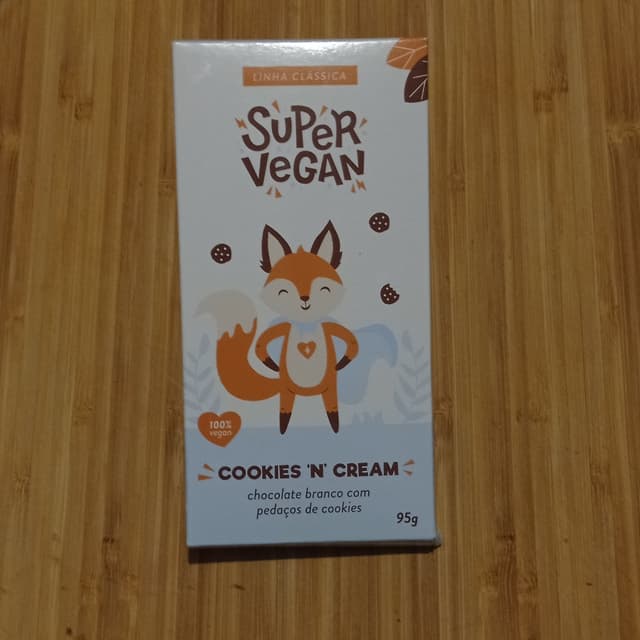 LINHA CLÁSSICA
SUPER
VeGAN
100%
vegan
COOKIES 'N' CREAM
chocolate branco com
pedaços de cookies
95g